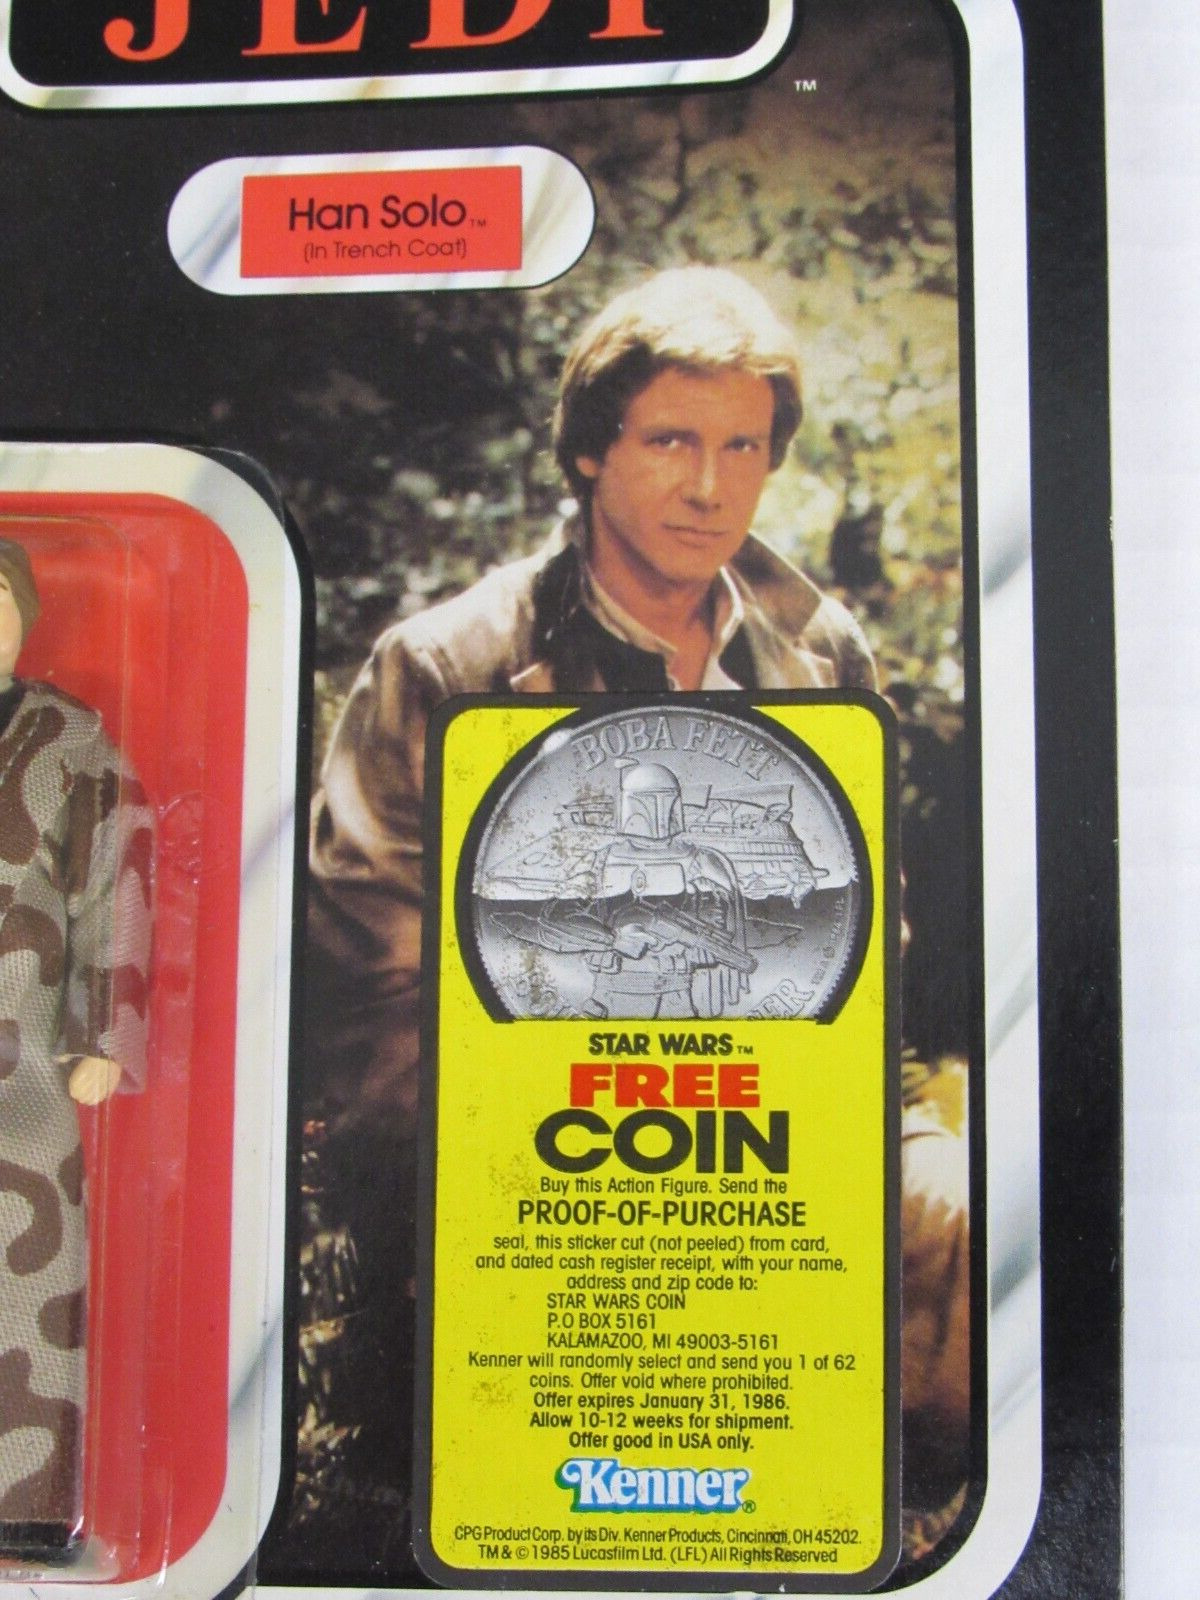 JEDI
TM
Han Solo TM
(In Trench Coat)
BOBA FETT
STAR WARS TM
FREE
COIN
Buy this Action Figure. Send the
PROOF-OF-PURCHASE
seal, this sticker cut (not peeled) from card,
and dated cash register receipt, with your name,
address and zip code to:
STAR WARS COIN
P.O BOX 5161
KALAMAZOO, MI 49003-5161
Kenner will randomly select and send you 1 of 62
coins. Offer void where prohibited.
Offer expires January 31, 1986.
Allow 10-12 weeks for shipment.
Offer good in USA only.
Kenner®
CPG Product Corp. by its Div. Kenner Products, Cincinnati, OH 45202.
TM & © 1985 Lucasfilm Ltd. (LFL) All Rights Reserved